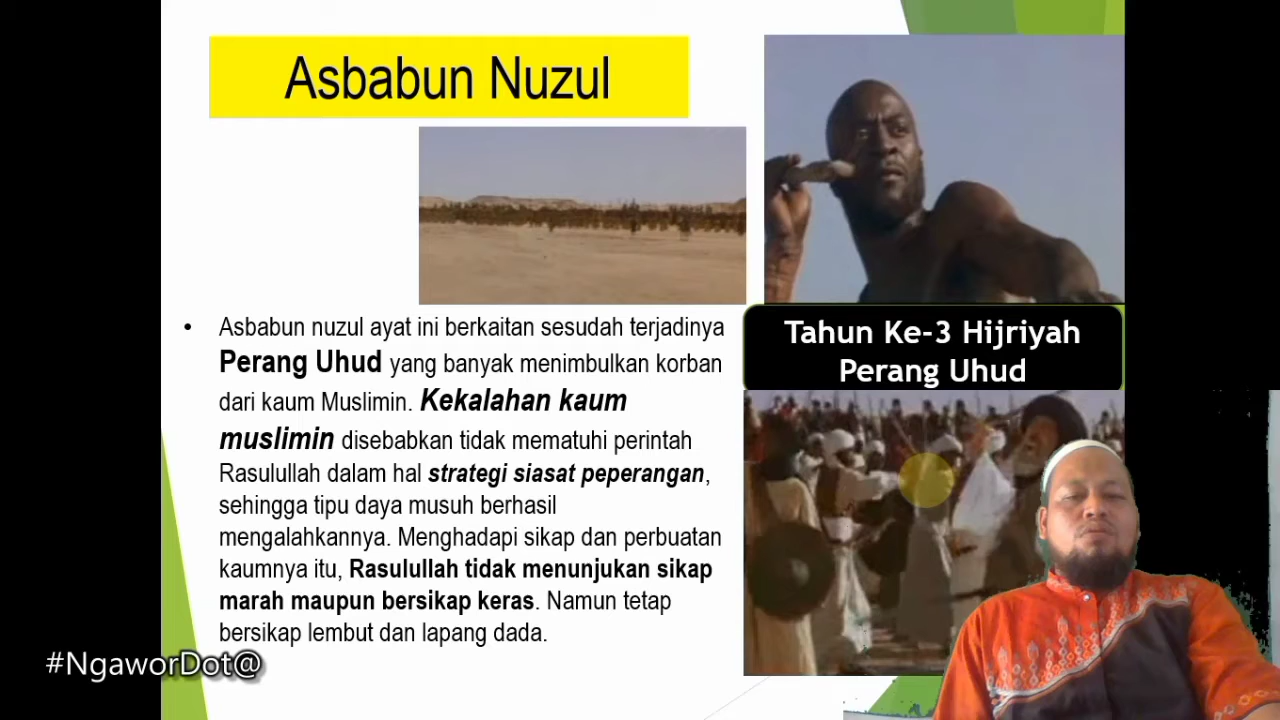 Asbabun Nuzul
• Asbabun nuzul ayat ini berkaitan sesudah terjadinya
Perang Uhud yang banyak menimbulkan korban
dari kaum Muslimin. Kekalahan kaum
muslimin disebabkan tidak mematuhi perintah
Rasulullah dalam hal strategi siasat peperangan,
sehingga tipu daya musuh berhasil
mengalahkannya. Menghadapi sikap dan perbuatan
kaumnya itu, Rasulullah tidak menunjukan sikap
marah maupun bersikap keras. Namun tetap
bersikap lembut dan lapang dada.
Tahun Ke-3 Hijriyah
Perang Uhud
#NgaworDot@